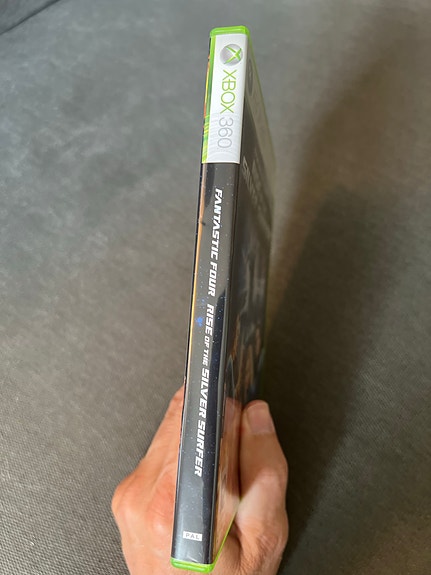 XBOX 360
FANTASTIC FOUR RISE OF THE SILVER SURFER
PAL